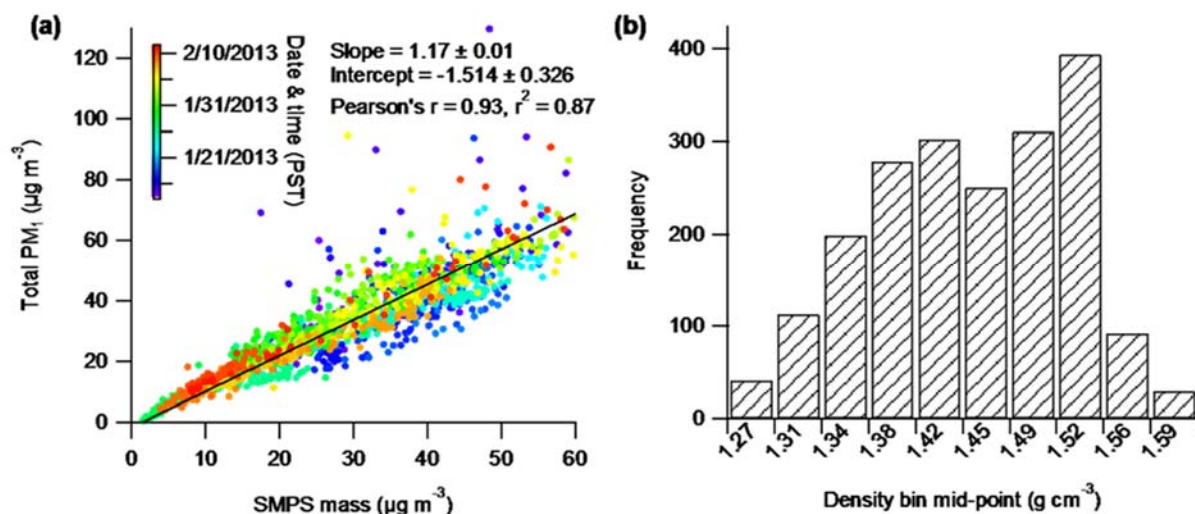 (a)
Total PM1 (µg m-3)
120
100
80
60
40
20
0
2/10/2013
1/31/2013
1/21/2013
Date & time (PST)
Slope = 1.17 ± 0.01
Intercept = -1.514 ± 0.326
Pearson's r = 0.93, r2 = 0.87
0 10 20 30 40 50 60
SMPS mass (µg m-3)
(b)
Frequency
400
300
200
100
0
1.27 1.31 1.34 1.38 1.42 1.45 1.49 1.52 1.56 1.59
Density bin mid-point (g cm-3)